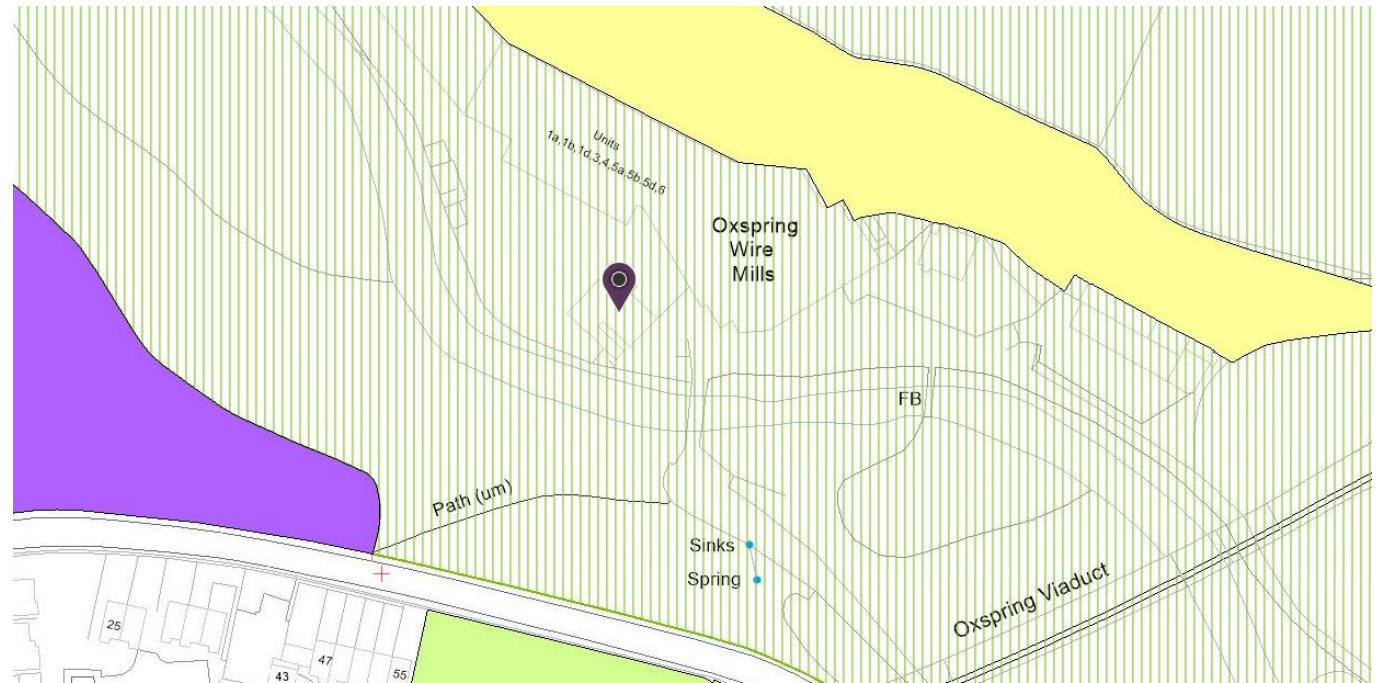 Units
1a,1b,1d,3,4,5a,5b,5d,6
Oxspring
Wire
Mills
FB
Path (um)
Sinks
Spring
Oxspring Viaduct
25
47
43
55